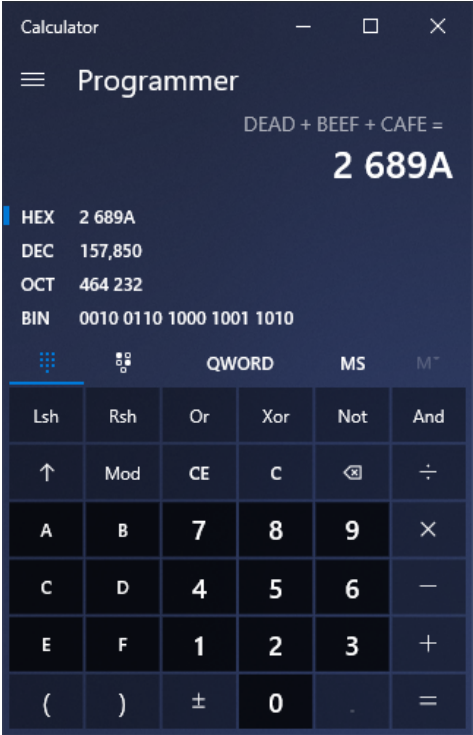 Calculator
Programmer
DEAD + BEEF + CAFE =
2 689A
HEX 2 689A
DEC 157,850
OCT 464 232
BIN 0010 0110 1000 1001 1010
QWORD MS M
Lsh Rsh Or Xor Not And
↑ Mod CE C ÷
A B 7 8 9 ×
C D 4 5 6 −
E F 1 2 3 +
( ) ± 0 . =